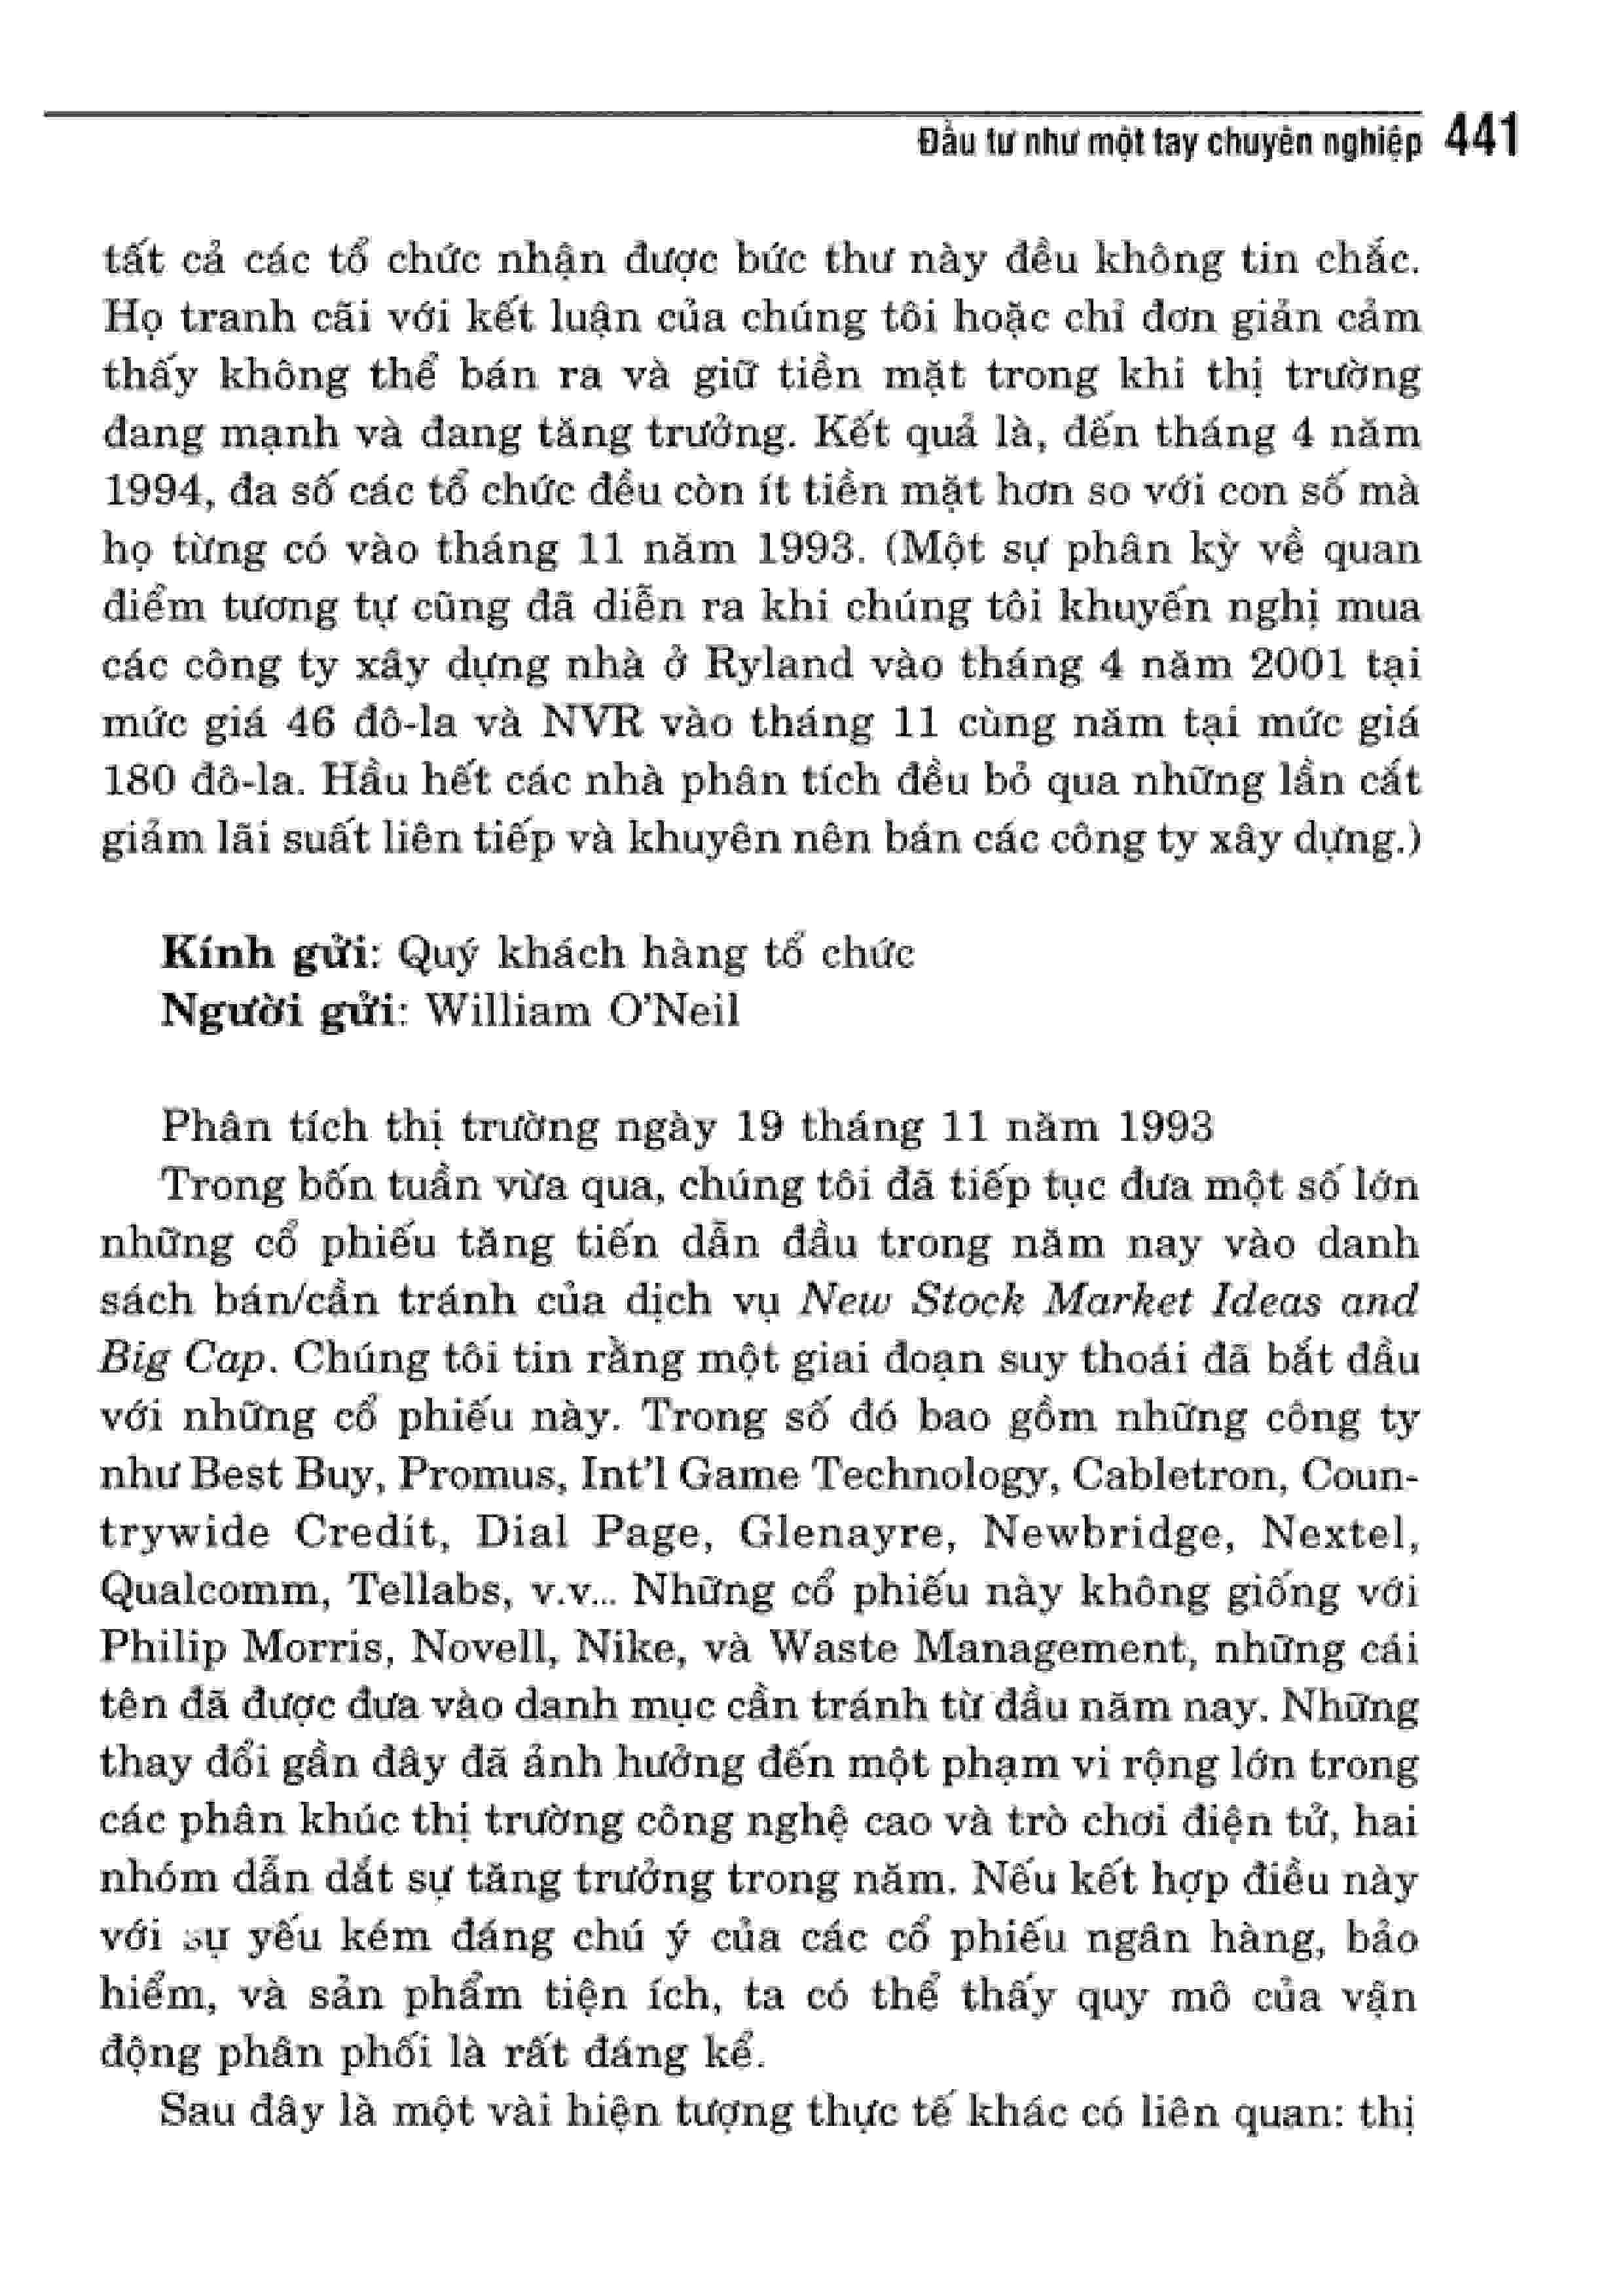 Đầu tư như một tay chuyên nghiệp 441
tất cả các tổ chức nhận được bức thư này đều không tin chắc.
Họ tranh cãi với kết luận của chúng tôi hoặc chỉ đơn giản cảm
thấy không thể bán ra và giữ tiền mặt trong khi thị trường
đang mạnh và đang tăng trưởng. Kết quả là, đến tháng 4 năm
1994, đa số các tổ chức đều còn ít tiền mặt hơn so với con số mà
họ từng có vào tháng 11 năm 1993. (Một sự phân kỳ về quan
điểm tương tự cũng đã diễn ra khi chúng tôi khuyến nghị mua
các công ty xây dựng nhà ở Ryland vào tháng 4 năm 2001 tại
mức giá 46 đô-la và NVR vào tháng 11 cùng năm tại mức giá
180 đô-la. Hầu hết các nhà phân tích đều bỏ qua những lần cắt
giảm lãi suất liên tiếp và khuyên nên bán các công ty xây dựng.)
Kính gửi: Quý khách hàng tổ chức
Người gửi: William O'Neil
Phân tích thị trường ngày 19 tháng 11 năm 1993
Trong bốn tuần vừa qua, chúng tôi đã tiếp tục đưa một số lớn
những cổ phiếu tăng tiến dẫn đầu trong năm nay vào danh
sách bán/cần tránh của dịch vụ New Stock Market Ideas and
Big Cap. Chúng tôi tin rằng một giai đoạn suy thoái đã bắt đầu
với những cổ phiếu này. Trong số đó bao gồm những công ty
như Best Buy, Promus, Int'l Game Technology, Cabletron, Coun-
trywide Credit, Dial Page, Glenayre, Newbridge, Nextel,
Qualcomm, Tellabs, v.v... Những cổ phiếu này không giống với
Philip Morris, Novell, Nike, và Waste Management, những cái
tên đã được đưa vào danh mục cần tránh từ đầu năm nay. Những
thay đổi gần đây đã ảnh hưởng đến một phạm vi rộng lớn trong
các phân khúc thị trường công nghệ cao và trò chơi điện tử, hai
nhóm dẫn dắt sự tăng trưởng trong năm. Nếu kết hợp điều này
với sự yếu kém đáng chú ý của các cổ phiếu ngân hàng, bảo
hiểm, và sản phẩm tiện ích, ta có thể thấy quy mô của vận
động phân phối là rất đáng kể.
Sau đây là một vài hiện tượng thực tế khác có liên quan: thị